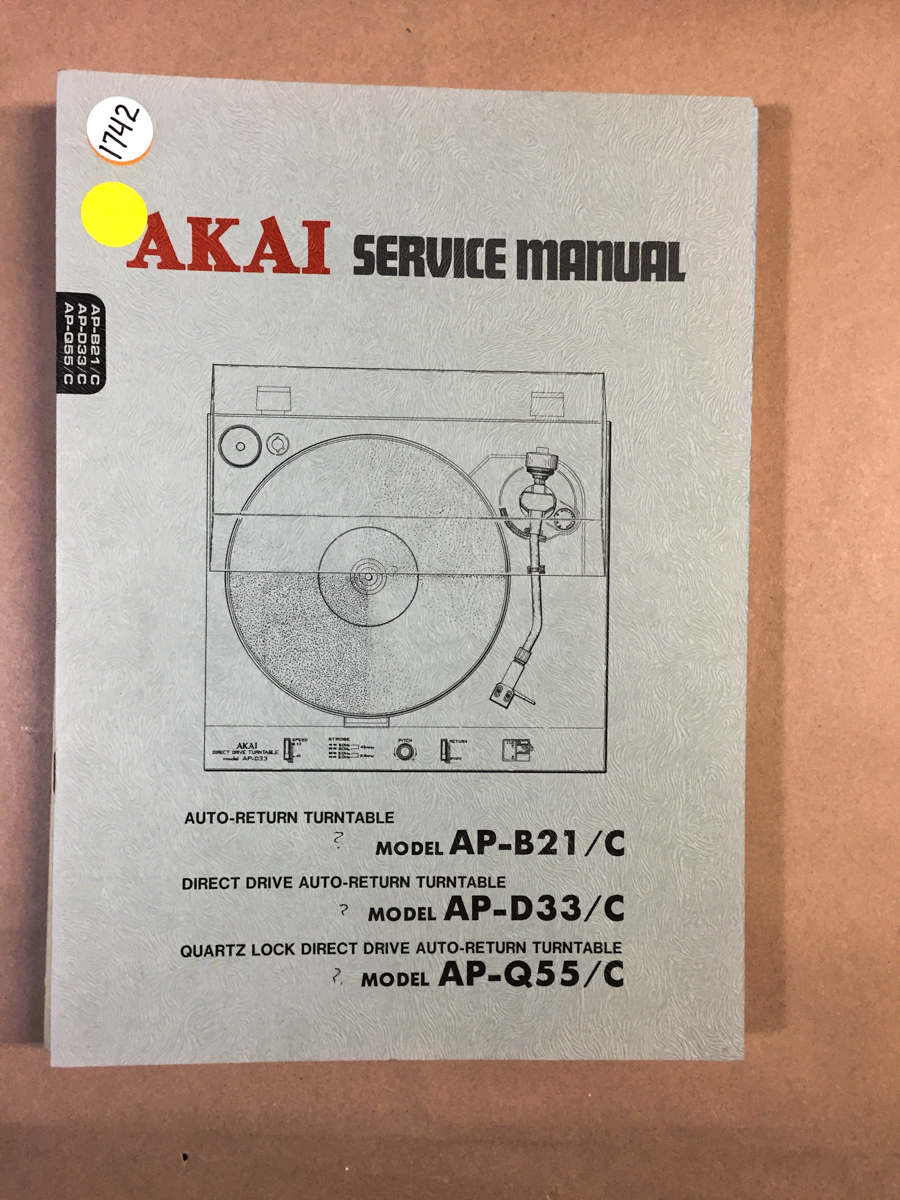 1742
AKAI SERVICE MANUAL
AP-B21/C
AP-D33/C
AP-Q55/C
AKAI
DIRECT DRIVE TURNTABLE
model AP-D33
SPEED
33
45
STROBE
PITCH
RETURN
AUTO-RETURN TURNTABLE
? MODEL AP-B21/C
DIRECT DRIVE AUTO-RETURN TURNTABLE
? MODEL AP-D33/C
QUARTZ LOCK DIRECT DRIVE AUTO-RETURN TURNTABLE
? MODEL AP-Q55/C